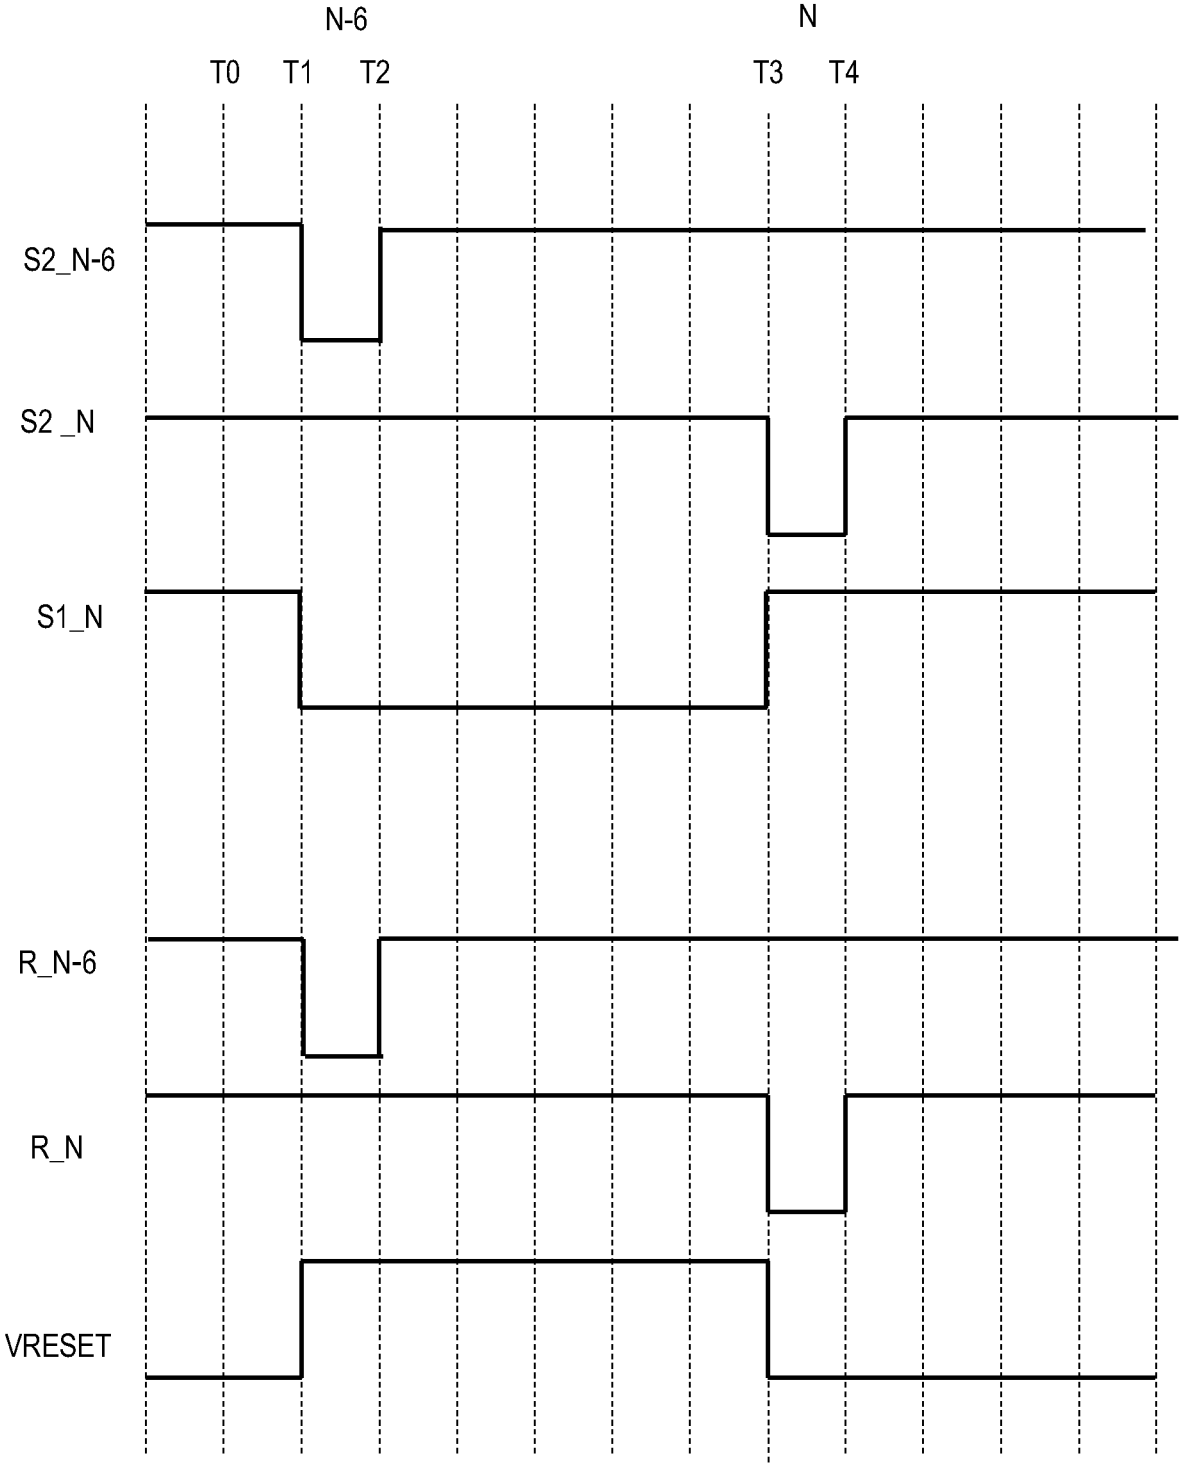 N-6 N
T0 T1 T2 T3 T4
S2_N-6
S2 _N
S1_N
R_N-6
R_N
VRESET